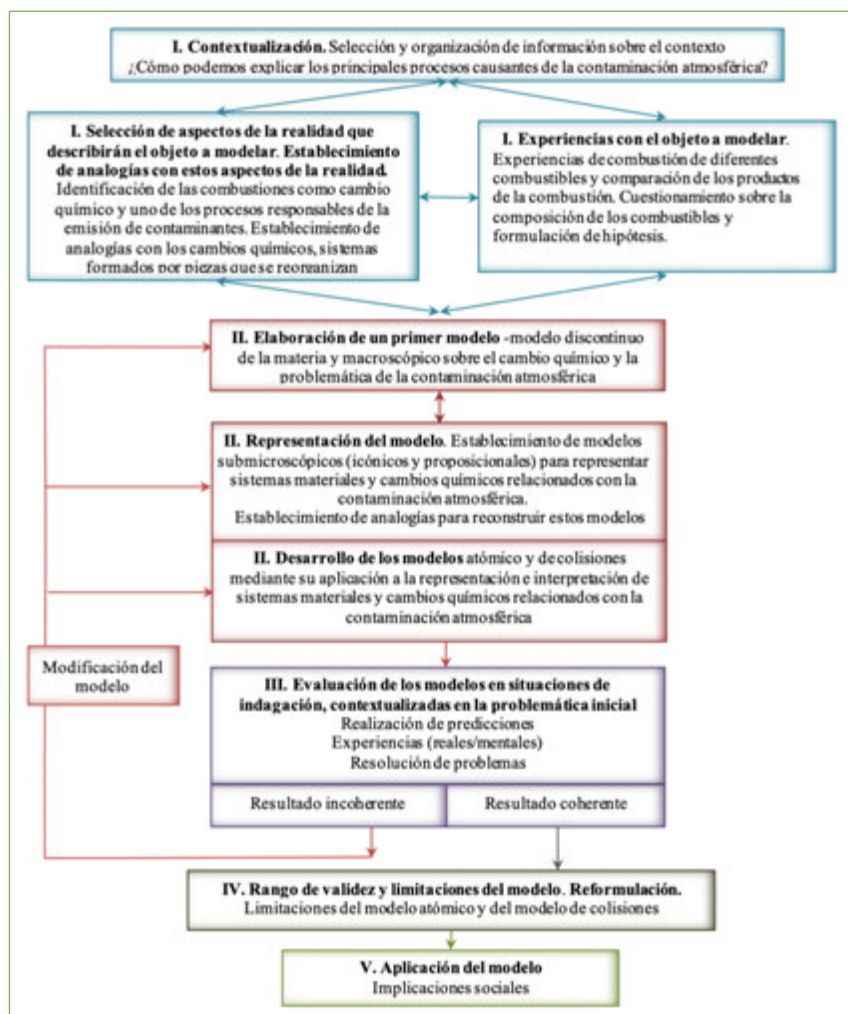 I. Contextualización. Selección y organización de información sobre el contexto
¿Cómo podemos explicar los principales procesos causantes de la contaminación atmosférica?
I. Selección de aspectos de la realidad que
describirán el objeto a modelar. Establecimiento
de analogías con estos aspectos de la realidad.
Identificación de las combustiones como cambio
químico y uno de los procesos responsables de la
emisión de contaminantes. Establecimiento de
analogías con los cambios químicos, sistemas
formados por piezas que se reorganizan
I. Experiencias con el objeto a modelar.
Experiencias de combustión de diferentes
combustibles y comparación de los productos
de la combustión. Cuestionamiento sobre la
composición de los combustibles y
formulación de hipótesis.
II. Elaboración de un primer modelo -modelo discontinuo
de la materia y macroscópico sobre el cambio químico y la
problemática de la contaminación atmosférica
II. Representación del modelo. Establecimiento de modelos
submicroscópicos (icónicos y proposicionales) para representar
sistemas materiales y cambios químicos relacionados con la
contaminación atmosférica.
Establecimiento de analogías para reconstruir estos modelos
II. Desarrollo de los modelos atómico y de colisiones
mediante su aplicación a la representación e interpretación de
sistemas materiales y cambios químicos relacionados con la
contaminación atmosférica
Modificación del
modelo
III. Evaluación de los modelos en situaciones de
indagación, contextualizadas en la problemática inicial
Realización de predicciones
Experiencias (reales/mentales)
Resolución de problemas
Resultado incoherente
Resultado coherente
IV. Rango de validez y limitaciones del modelo. Reformulación.
Limitaciones del modelo atómico y del modelo de colisiones
V. Aplicación del modelo
Implicaciones sociales